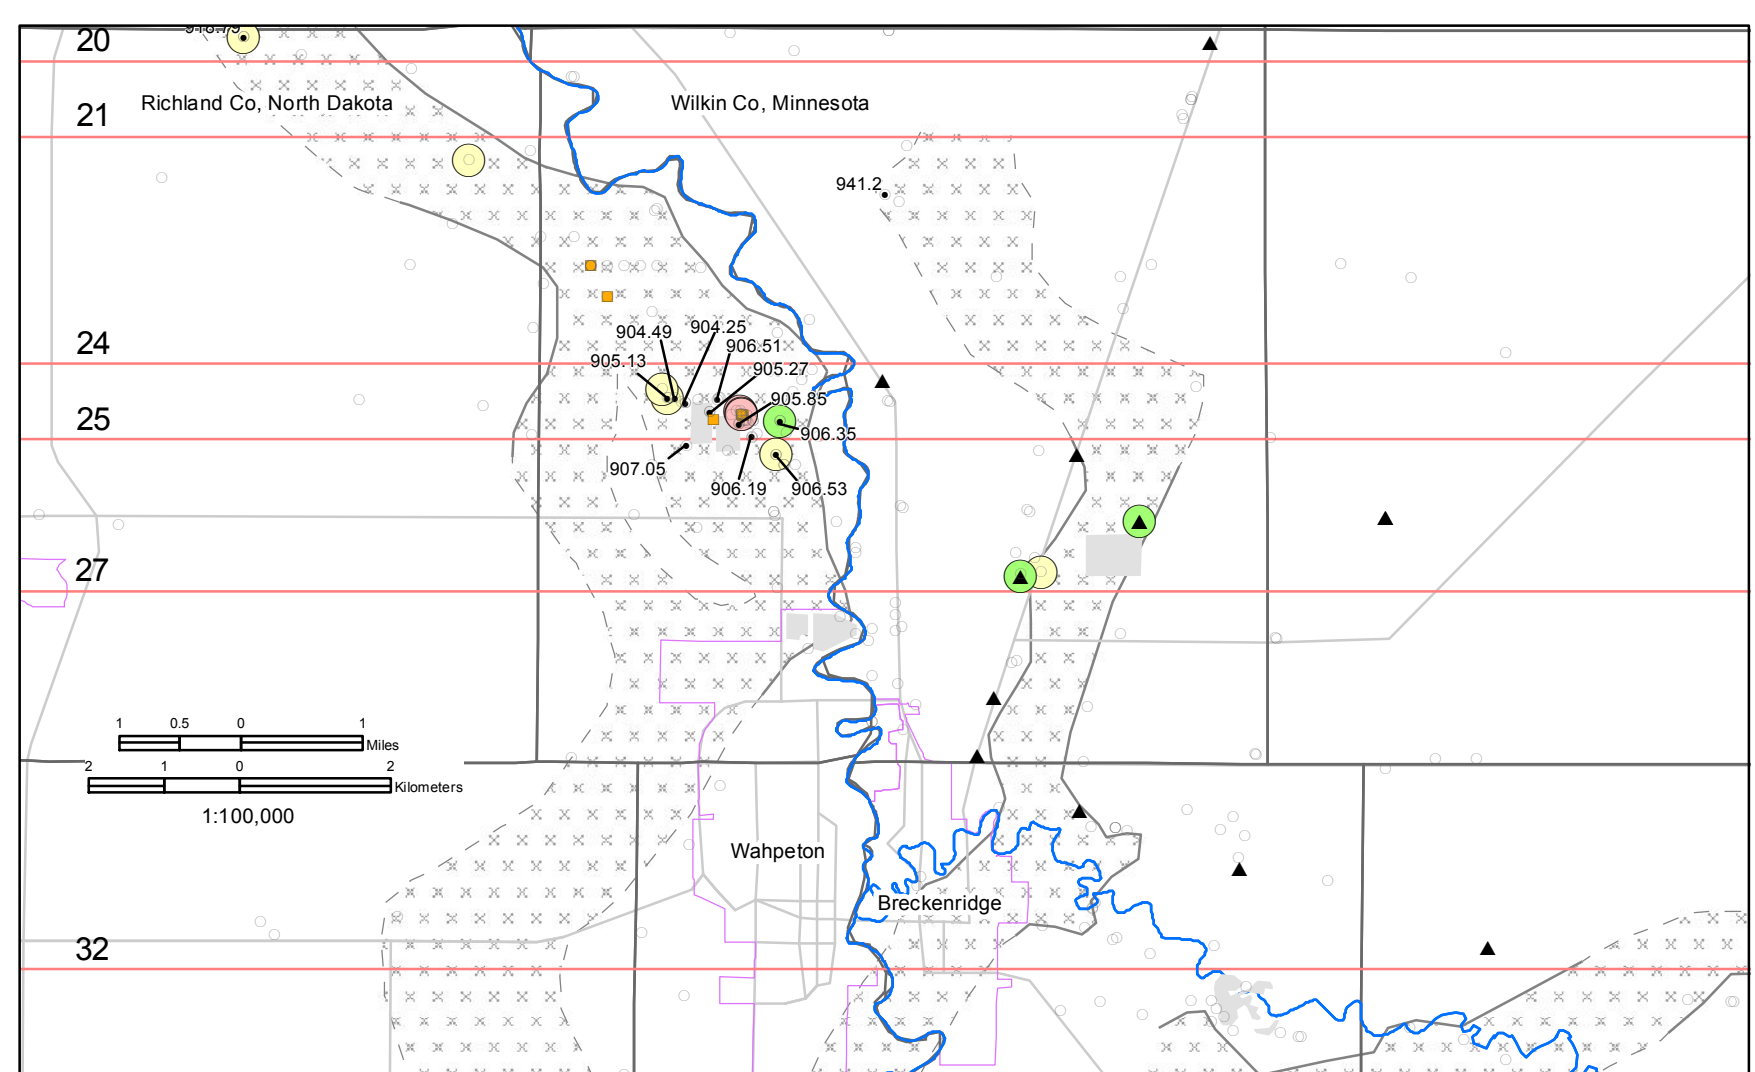 20
Richland Co, North Dakota
Wilkin Co, Minnesota
21
941.2
24
904.49
904.25
906.51
905.13
905.27
905.85
25
906.35
907.05
906.19
906.53
27
1 0.5 0 1
Miles
2 1 0 2
Kilometers
1:100,000
Wahpeton
Breckenridge
32